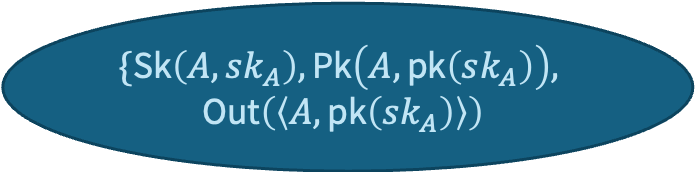 {Sk(A, sk_A), Pk(A, pk(sk_A)),
Out(⟨A, pk(sk_A)⟩)